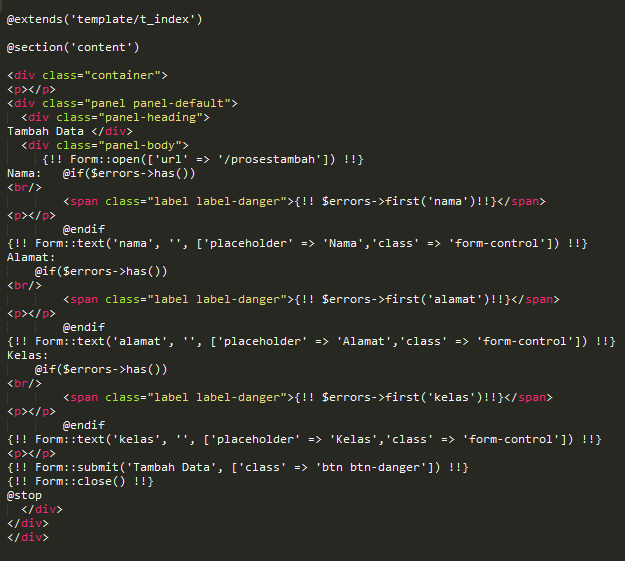 @extends('template/t_index')
@section('content')
<div class="container">
<p></p>
<div class="panel panel-default">
<div class="panel-heading">
Tambah Data </div>
<div class="panel-body">
{!! Form::open(['url' => '/prosestambah']) !!}
Nama:   @if($errors->has())
<br/>
<span class="label label-danger">{!! $errors->first('nama')!!}</span>
<p></p>
@endif
{!! Form::text('nama', '', ['placeholder' => 'Nama','class' => 'form-control']) !!}
Alamat:
@if($errors->has())
<br/>
<span class="label label-danger">{!! $errors->first('alamat')!!}</span>
<p></p>
@endif
{!! Form::text('alamat', '', ['placeholder' => 'Alamat','class' => 'form-control']) !!}
Kelas:
@if($errors->has())
<br/>
<span class="label label-danger">{!! $errors->first('kelas')!!}</span>
<p></p>
@endif
{!! Form::text('kelas', '', ['placeholder' => 'Kelas','class' => 'form-control']) !!}
<p></p>
{!! Form::submit('Tambah Data', ['class' => 'btn btn-danger']) !!}
{!! Form::close() !!}
@stop
</div>
</div>
</div>